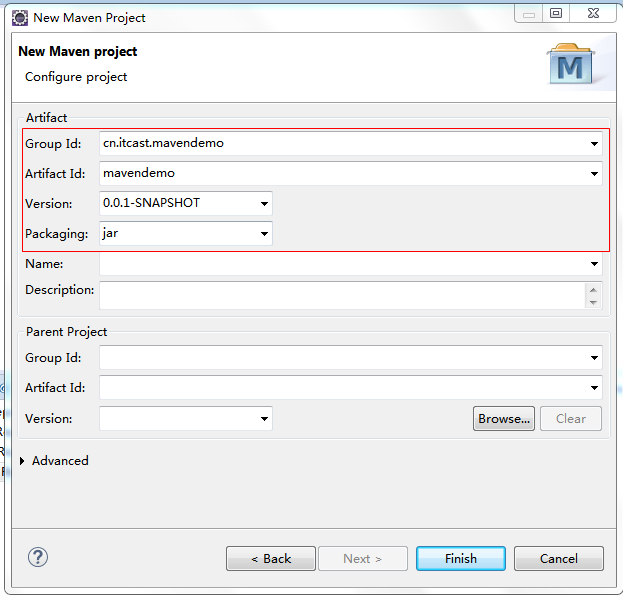 New Maven Project
New Maven project
Configure project
M
Artifact
Group Id: cn.itcast.mavendemo
Artifact Id: mavendemo
Version: 0.0.1-SNAPSHOT
Packaging: jar
Name:
Description:
Parent Project
Group Id:
Artifact Id:
Version: Browse... Clear
Advanced
? < Back Next > Finish Cancel